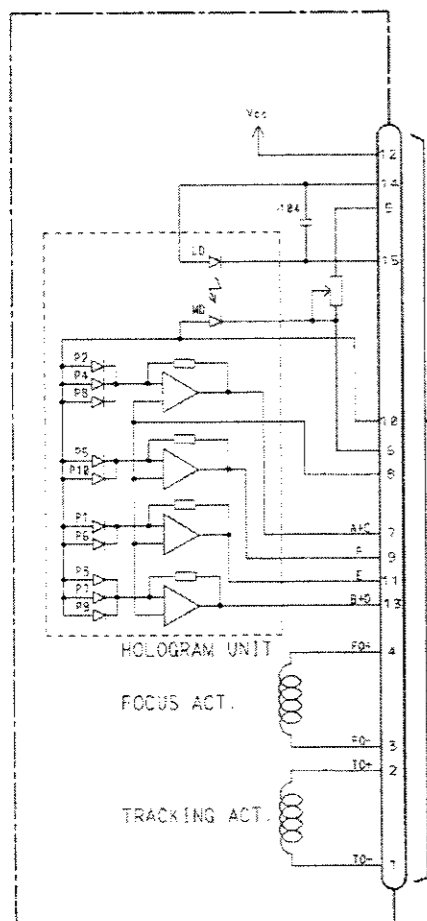 Vcc
12
14
5
104
LD
15
MD
P2
P4
P8
10
6
8
P5
P10
A+C
7
F
9
P1
P6
E
11
P3
P7
P9
B+D
13
HOLOGRAM UNIT
FO+
4
FOCUS ACT.
FO-
3
TO+
2
TRACKING ACT.
TO-
1